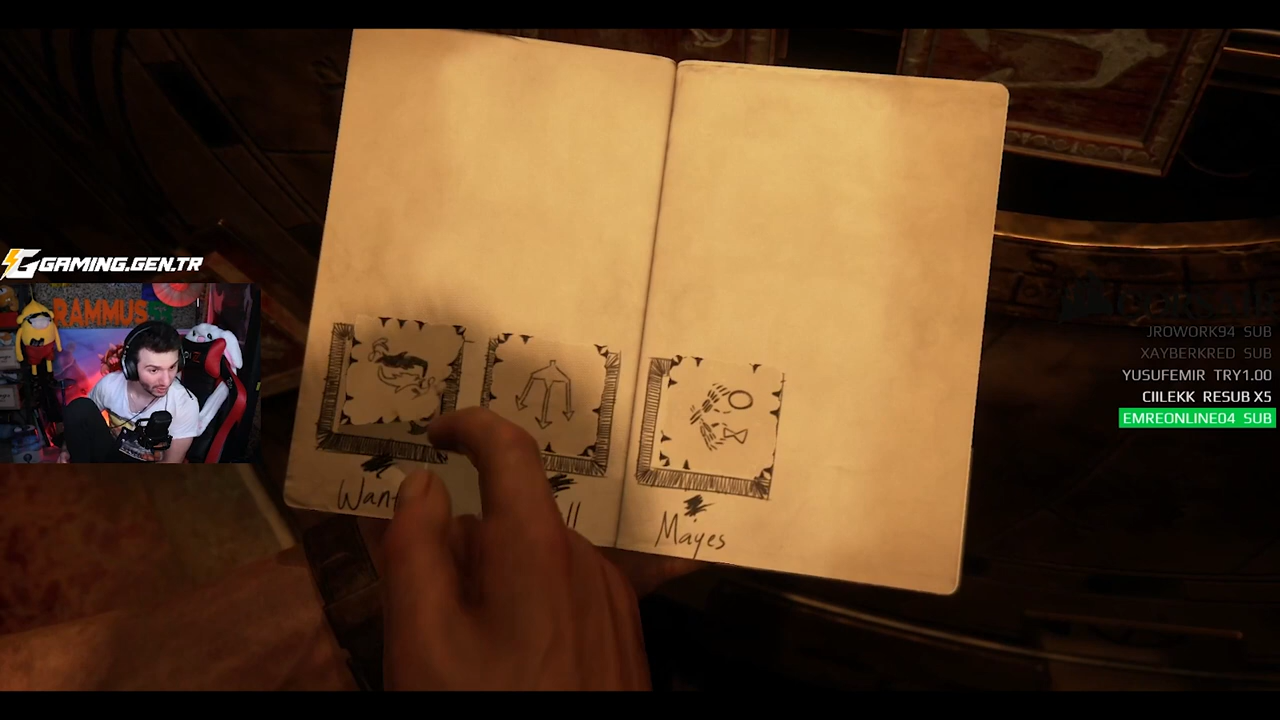 GAMING.GEN.TR
RAMMUS
JROWORK94 SUB
XAYBERKRED SUB
YUSUFEMIR TRY1.00
CIILEKK RESUB X5
EMREONLINE04 SUB
Mayes